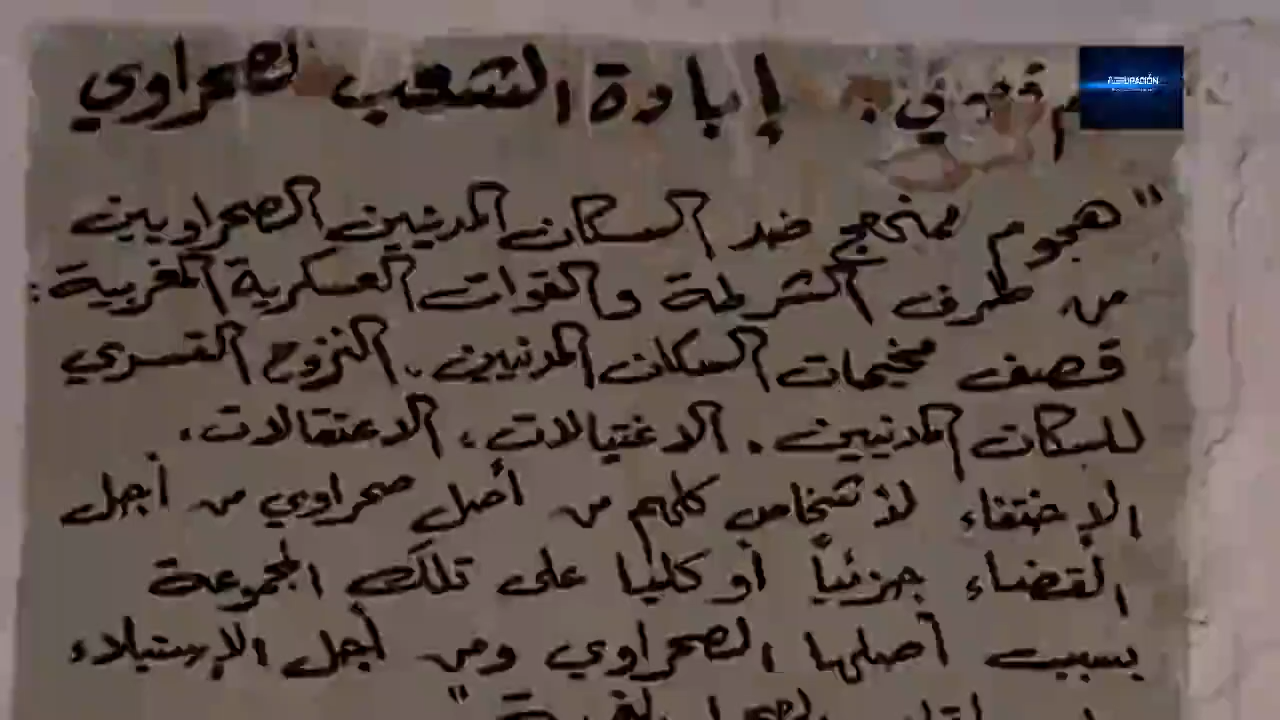 إبادة الشعب الصحراوي
"هجوم ممنهج ضد السكان المدنيين الصحراويين
من طرف الشرطة والقوات العسكرية المغربية:
قصف مخيمات السكان المدنيين، النزوح القسري
للسكان المدنيين، الاغتيالات، الاعتقالات،
الإختفاء لأشخاص كلهم من أصل صحراوي من أجل
القضاء جزئياً أو كليا على تلك المجموعة
بسبب أصلها الصحراوي ومن أجل الإستيلاء